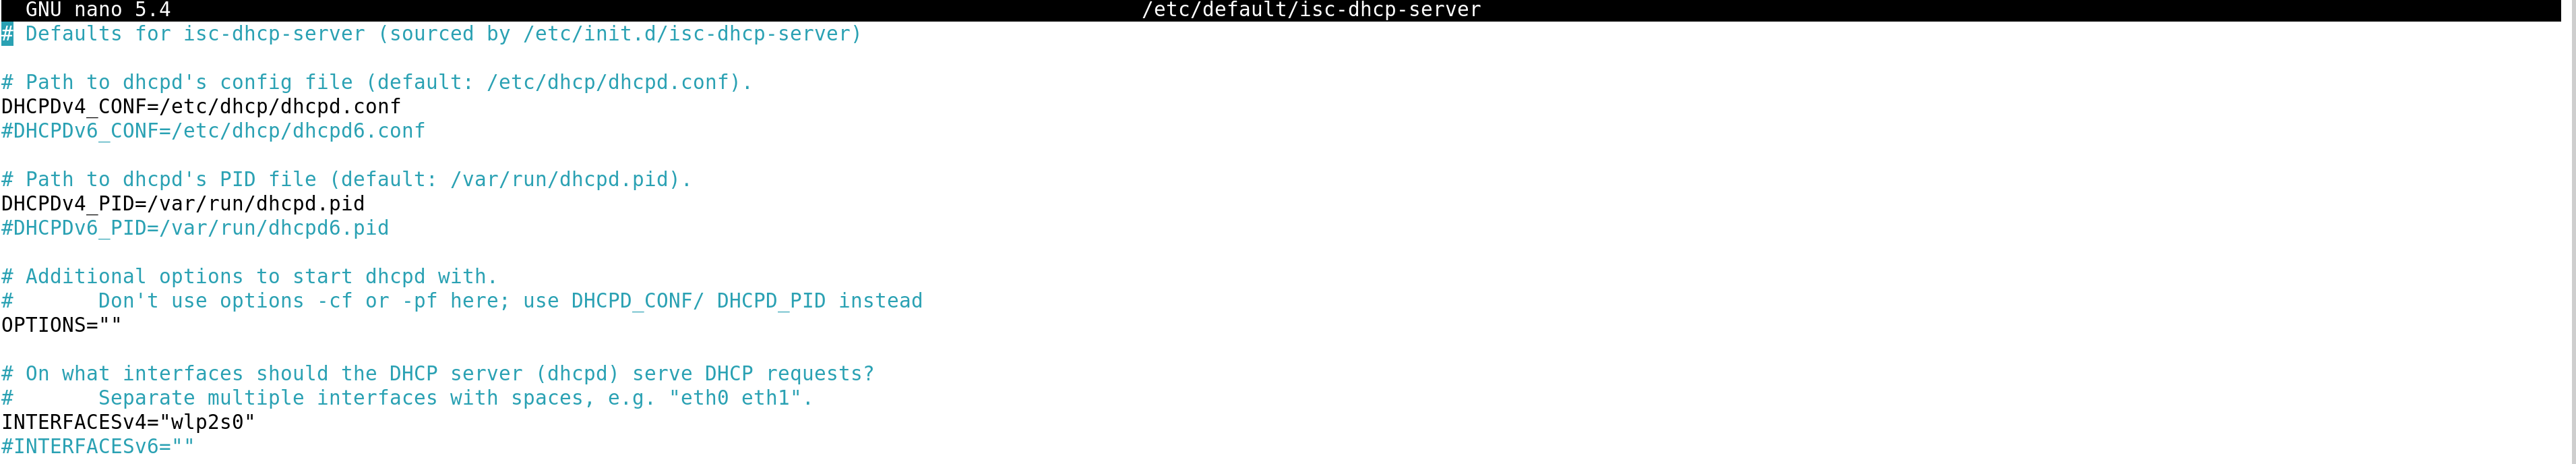 GNU nano 5.4 /etc/default/isc-dhcp-server
# Defaults for isc-dhcp-server (sourced by /etc/init.d/isc-dhcp-server)
# Path to dhcpd's config file (default: /etc/dhcp/dhcpd.conf).
DHCPDv4_CONF=/etc/dhcp/dhcpd.conf
#DHCPDv6_CONF=/etc/dhcp/dhcpd6.conf
# Path to dhcpd's PID file (default: /var/run/dhcpd.pid).
DHCPDv4_PID=/var/run/dhcpd.pid
#DHCPDv6_PID=/var/run/dhcpd6.pid
# Additional options to start dhcpd with.
#       Don't use options -cf or -pf here; use DHCPD_CONF/ DHCPD_PID instead
OPTIONS=""
# On what interfaces should the DHCP server (dhcpd) serve DHCP requests?
#       Separate multiple interfaces with spaces, e.g. "eth0 eth1".
INTERFACESv4="wlp2s0"
#INTERFACESv6=""